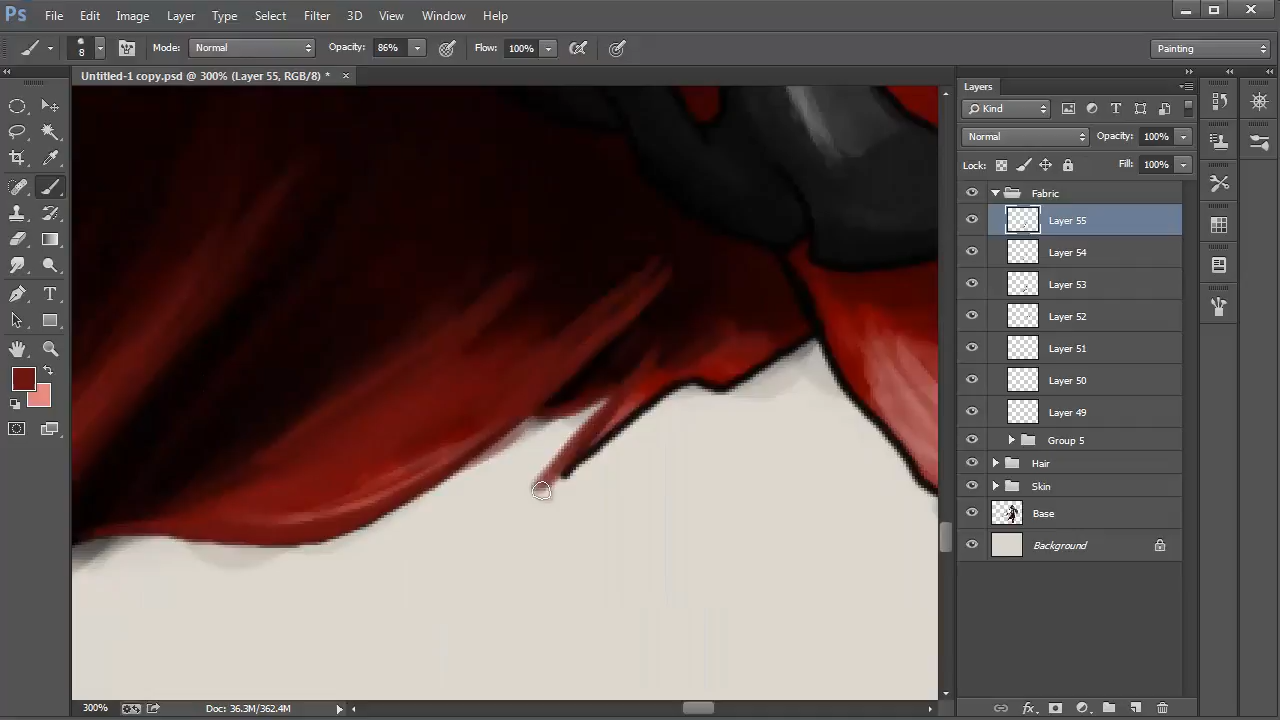 Ps File Edit Image Layer Type Select Filter 3D View Window Help
8 Mode: Normal Opacity: 86% Flow: 100% Painting
Untitled-1 copy.psd @ 300% (Layer 55, RGB/8) * ×
Layers
Kind
Normal Opacity: 100%
Lock: Fill: 100%
Fabric
Layer 55
Layer 54
Layer 53
Layer 52
Layer 51
Layer 50
Layer 49
Group 5
Hair
Skin
Base
Background
300% Doc: 36.3M/362.4M